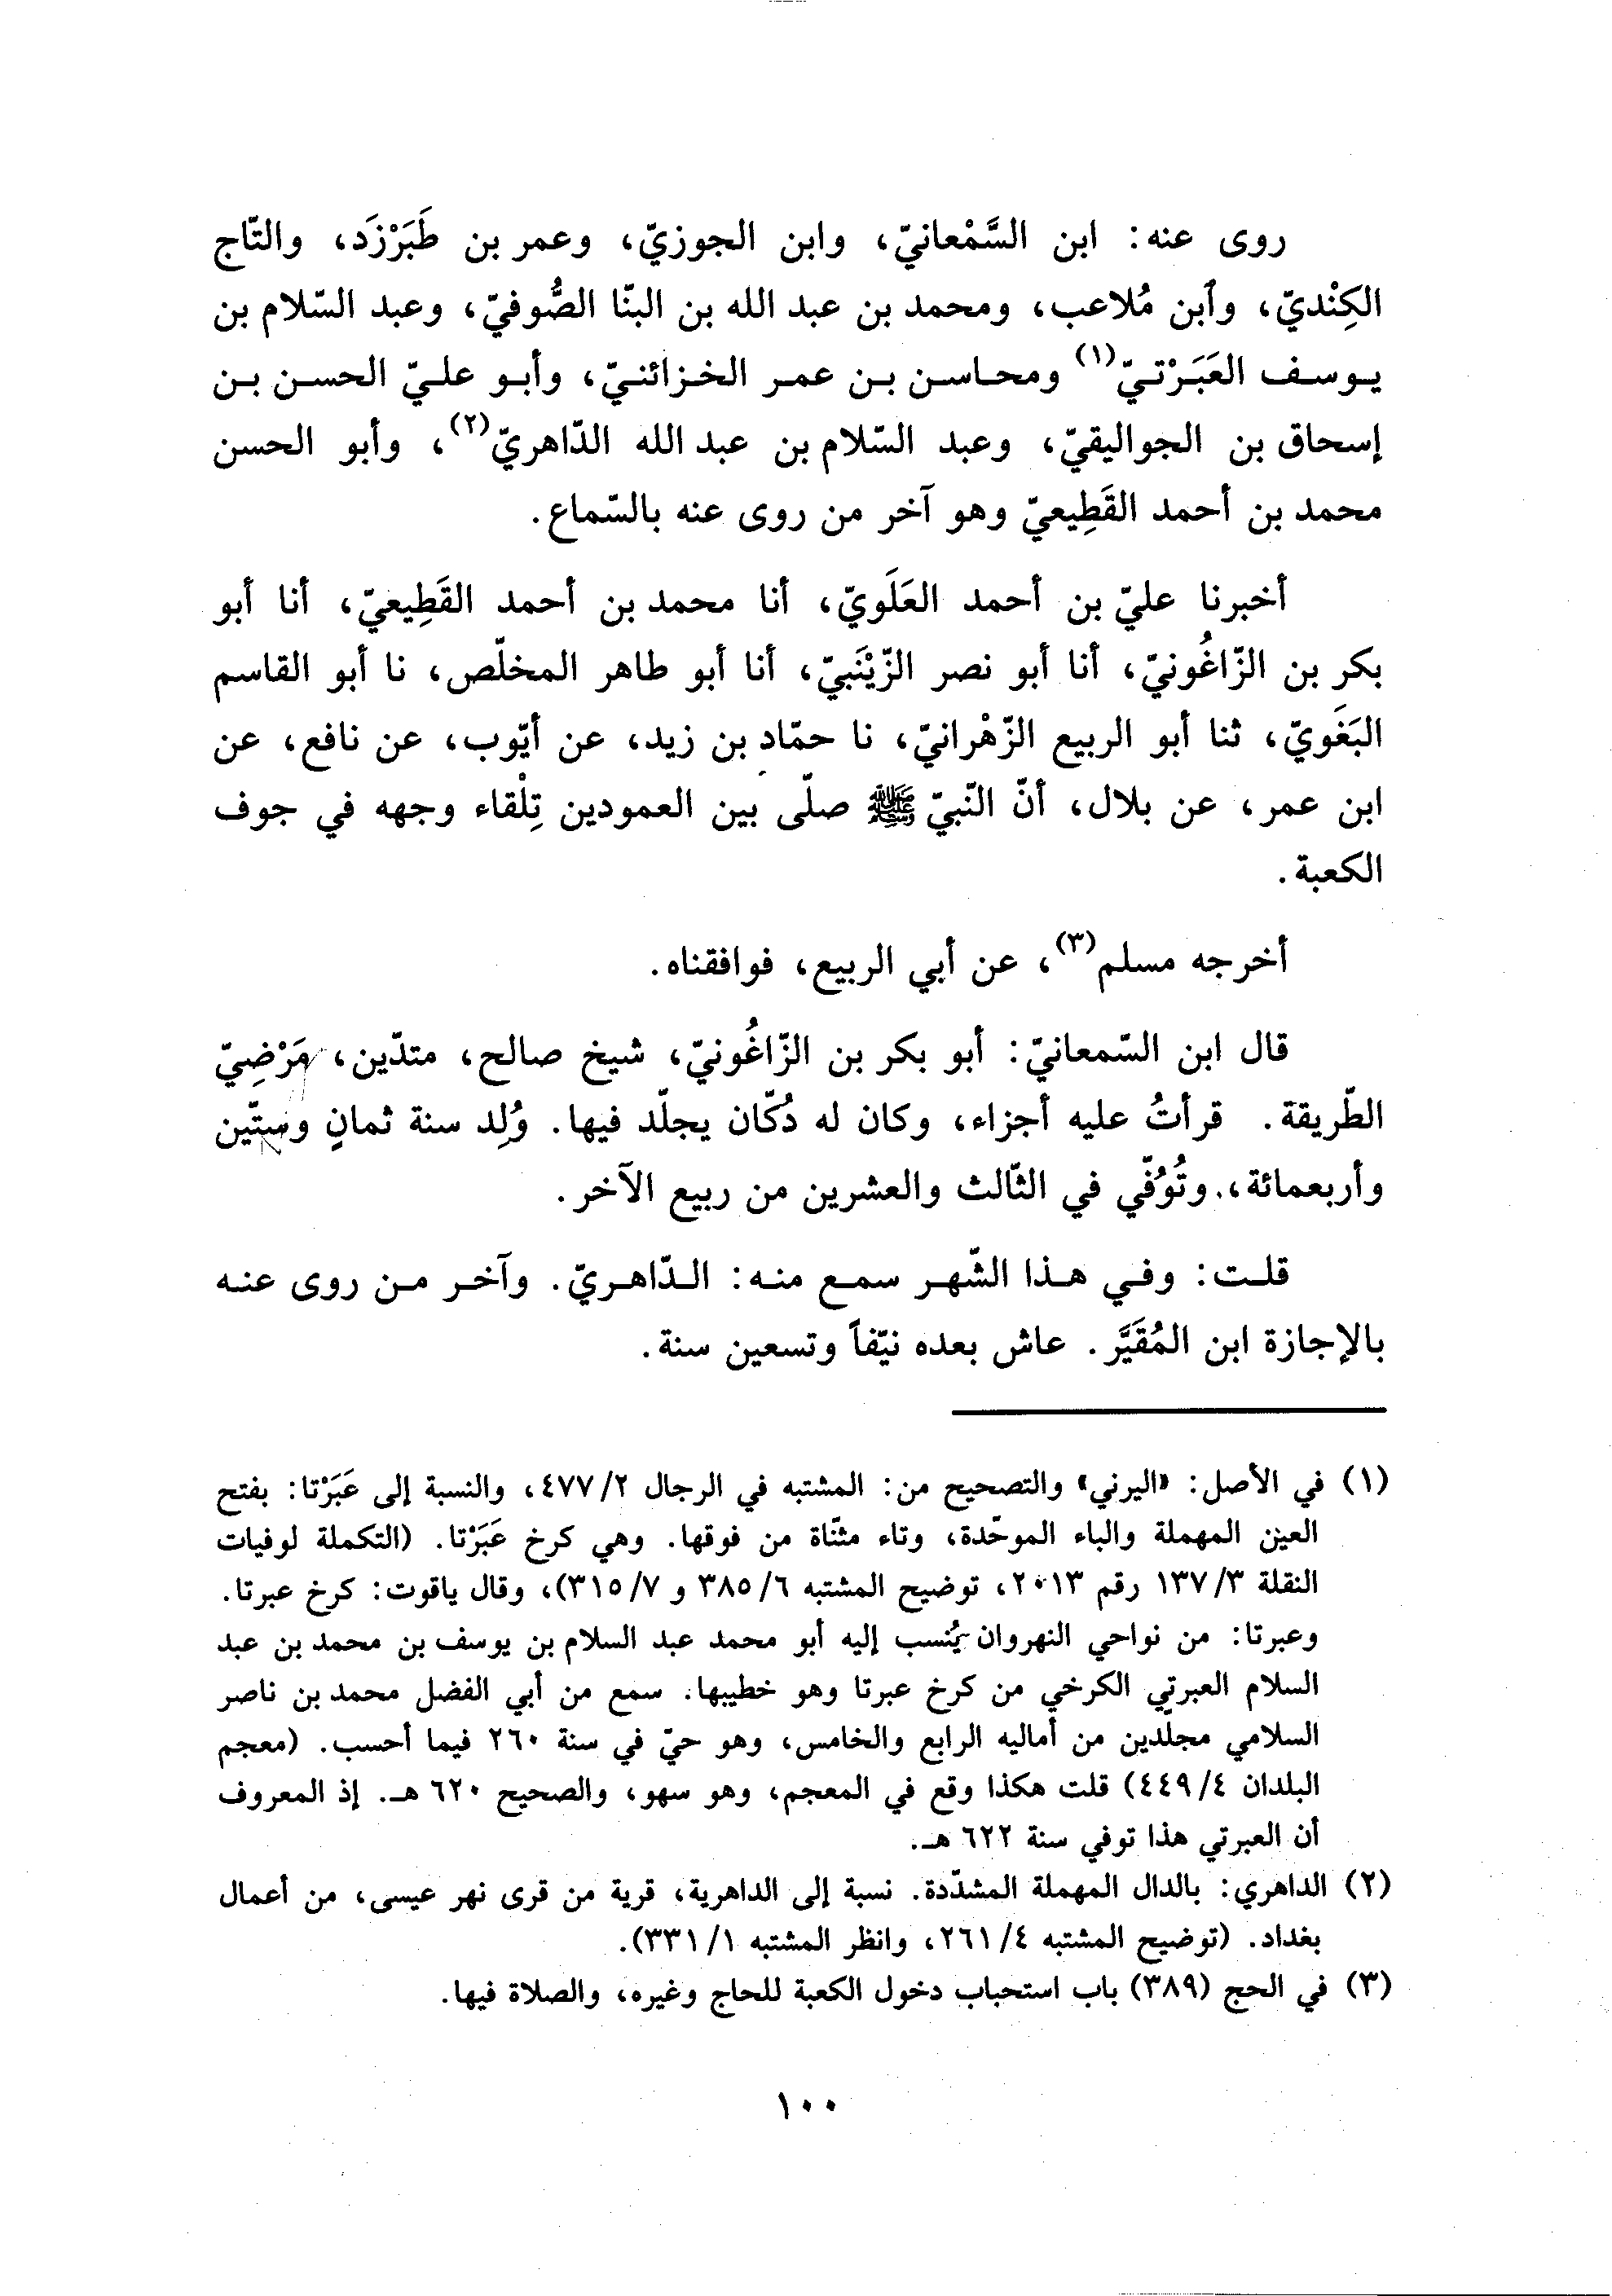 روى عنه: ابن السَّمْعانيّ، وابن الجوزيّ، وعمر بن طَبَرْزَد، والتّاج
الكِنْديّ، وٱبن مُلاعب، ومحمد بن عبد الله بن البنّا الصُّوفيّ، وعبد السّلام بن
يوسف العَبَرْتيّ(١) ومحاسن بن عمر الخزائنيّ، وأبو عليّ الحسن بن
إسحاق بن الجواليقيّ، وعبد السّلام بن عبد الله الدّاهريّ(٢)، وأبو الحسن
محمد بن أحمد القَطِيعيّ وهو آخر من روى عنه بالسّماع.
أخبرنا عليّ بن أحمد العَلَويّ، أنا محمد بن أحمد القَطِيعيّ، أنا أبو
بكر بن الزّاغُونيّ، أنا أبو نصر الزّيْنَبيّ، أنا أبو طاهر المخلّص، نا أبو القاسم
البَغَويّ، ثنا أبو الربيع الزّهْرانيّ، نا حمّاد بن زيد، عن أيّوب، عن نافع، عن
ابن عمر، عن بلال، أنّ النّبيّ ﷺ صلّى بين العمودين تِلْقاء وجهه في جوف
الكعبة.
أخرجه مسلم(٣)، عن أبي الربيع، فوافقناه.
قال ابن السّمعانيّ: أبو بكر بن الزّاغُونيّ، شيخ صالح، متدّين، مَرْضِيّ
الطّريقة. قرأتُ عليه أجزاء، وكان له دُكّان يجلّد فيها. وُلِد سنة ثمانٍ وستّين
وأربعمائة، وتُوُفّي في الثّالث والعشرين من ربيع الآخر.
قلت: وفي هذا الشّهر سمع منه: الدّاهريّ. وآخر من روى عنه
بالإجازة ابن المُقَيَّر. عاش بعده نيّفاً وتسعين سنة.
(١) في الأصل: «اليرني» والتصحيح من: المشتبه في الرجال ٤٧٧/٢، والنسبة إلى عَبَرْتا: بفتح
العين المهملة والباء الموحّدة، وتاء مثنّاة من فوقها. وهي كرخ عَبَرْتا. (التكملة لوفيات
النقلة ١٣٧/٣ رقم ٢٠١٣، توضيح المشتبه ٣٨٥/٦ و ٣١٥/٧)، وقال ياقوت: كرخ عبرتا.
وعبرتا: من نواحي النهروان يُنسب إليه أبو محمد عبد السلام بن يوسف بن محمد بن عبد
السلام العبرتي الكرخي من كرخ عبرتا وهو خطيبها. سمع من أبي الفضل محمد بن ناصر
السلامي مجلّدين من أماليه الرابع والخامس، وهو حيّ في سنة ٢٦٠ فيما أحسب. (معجم
البلدان ٤٤٩/٤) قلت هكذا وقع في المعجم، وهو سهو، والصحيح ٦٢٠ هـ. إذ المعروف
أن العبرتي هذا توفي سنة ٦٢٢ هـ.
(٢) الداهري: بالدال المهملة المشدّدة. نسبة إلى الداهرية، قرية من قرى نهر عيسى، من أعمال
بغداد. (توضيح المشتبه ٢٦١/٤، وانظر المشتبه ٣٣١/١).
(٣) في الحج (٣٨٩) باب استحباب دخول الكعبة للحاج وغيره، والصلاة فيها.
١٠٠